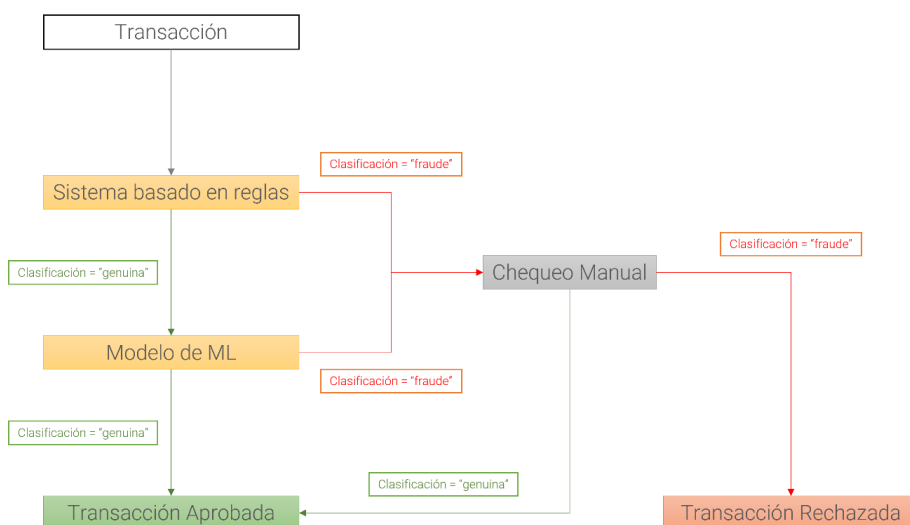 Transacción
Clasificación = "fraude"
Sistema basado en reglas
Clasificación = "fraude"
Clasificación = "genuina"
Chequeo Manual
Modelo de ML
Clasificación = "fraude"
Clasificación = "genuina"
Clasificación = "genuina"
Transacción Aprobada
Transacción Rechazada